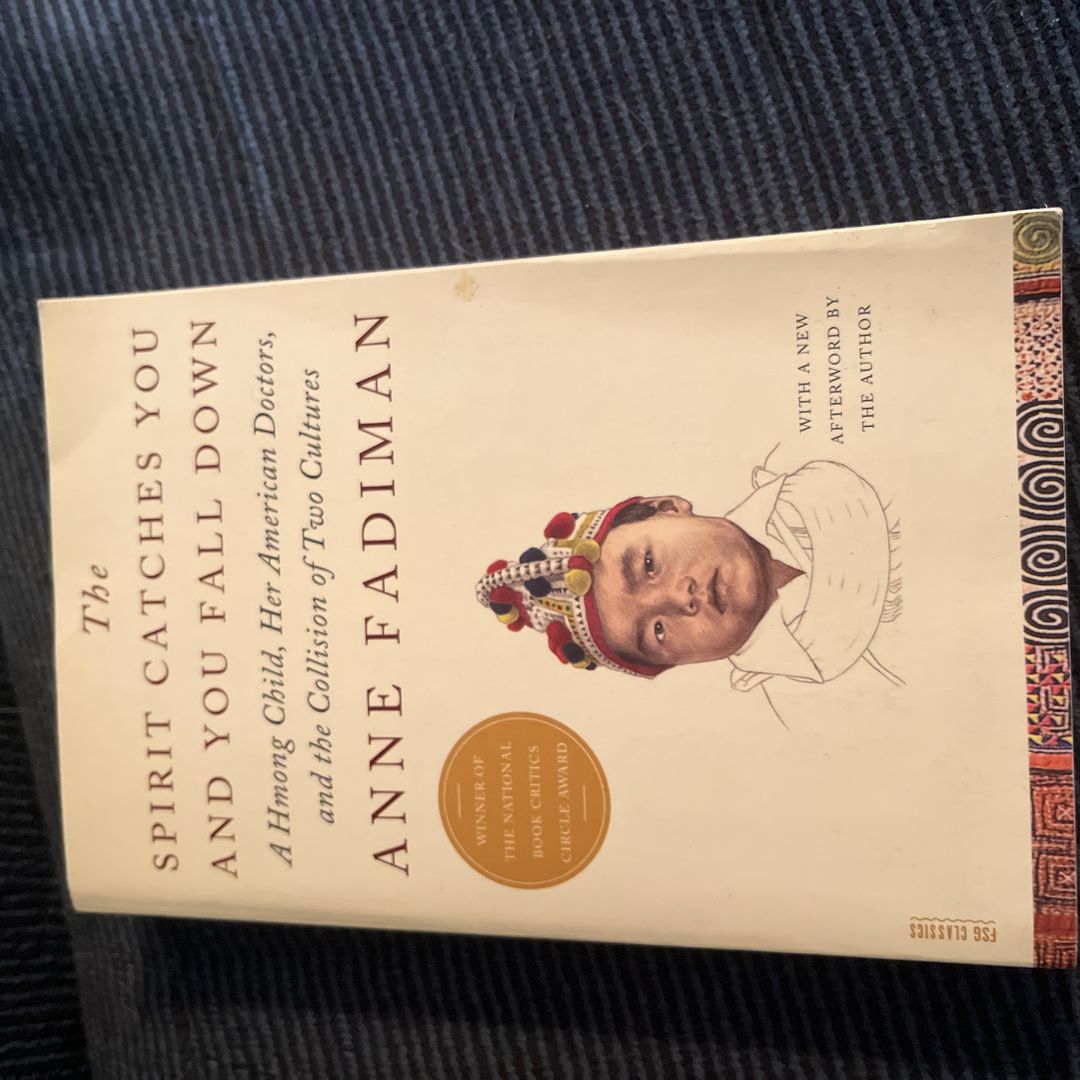 The
SPIRIT CATCHES YOU
AND YOU FALL DOWN
A Hmong Child, Her American Doctors,
and the Collision of Two Cultures
ANNE FADIMAN
WINNER OF
THE NATIONAL
BOOK CRITICS
CIRCLE AWARD
WITH A NEW
AFTERWORD BY
THE AUTHOR
FSG CLASSICS